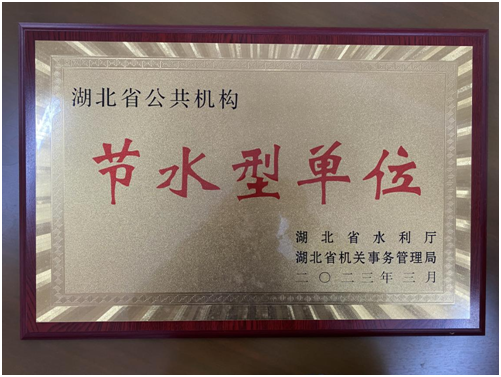 湖北省公共机构
节水型单位
湖北省水利厅
湖北省机关事务管理局
二〇二三年三月